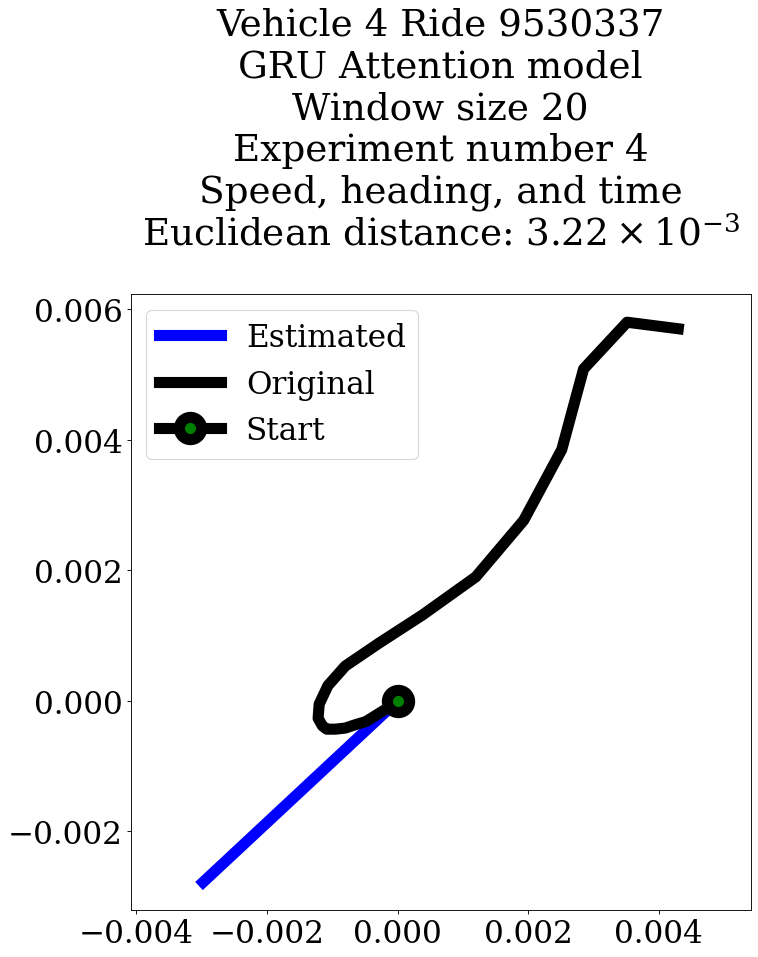 Vehicle 4 Ride 9530337
GRU Attention model
Window size 20
Experiment number 4
Speed, heading, and time
Euclidean distance: 3.22 × 10⁻³
0.006
0.004
0.002
0.000
−0.002
Estimated
Original
Start
−0.004 −0.002 0.000 0.002 0.004